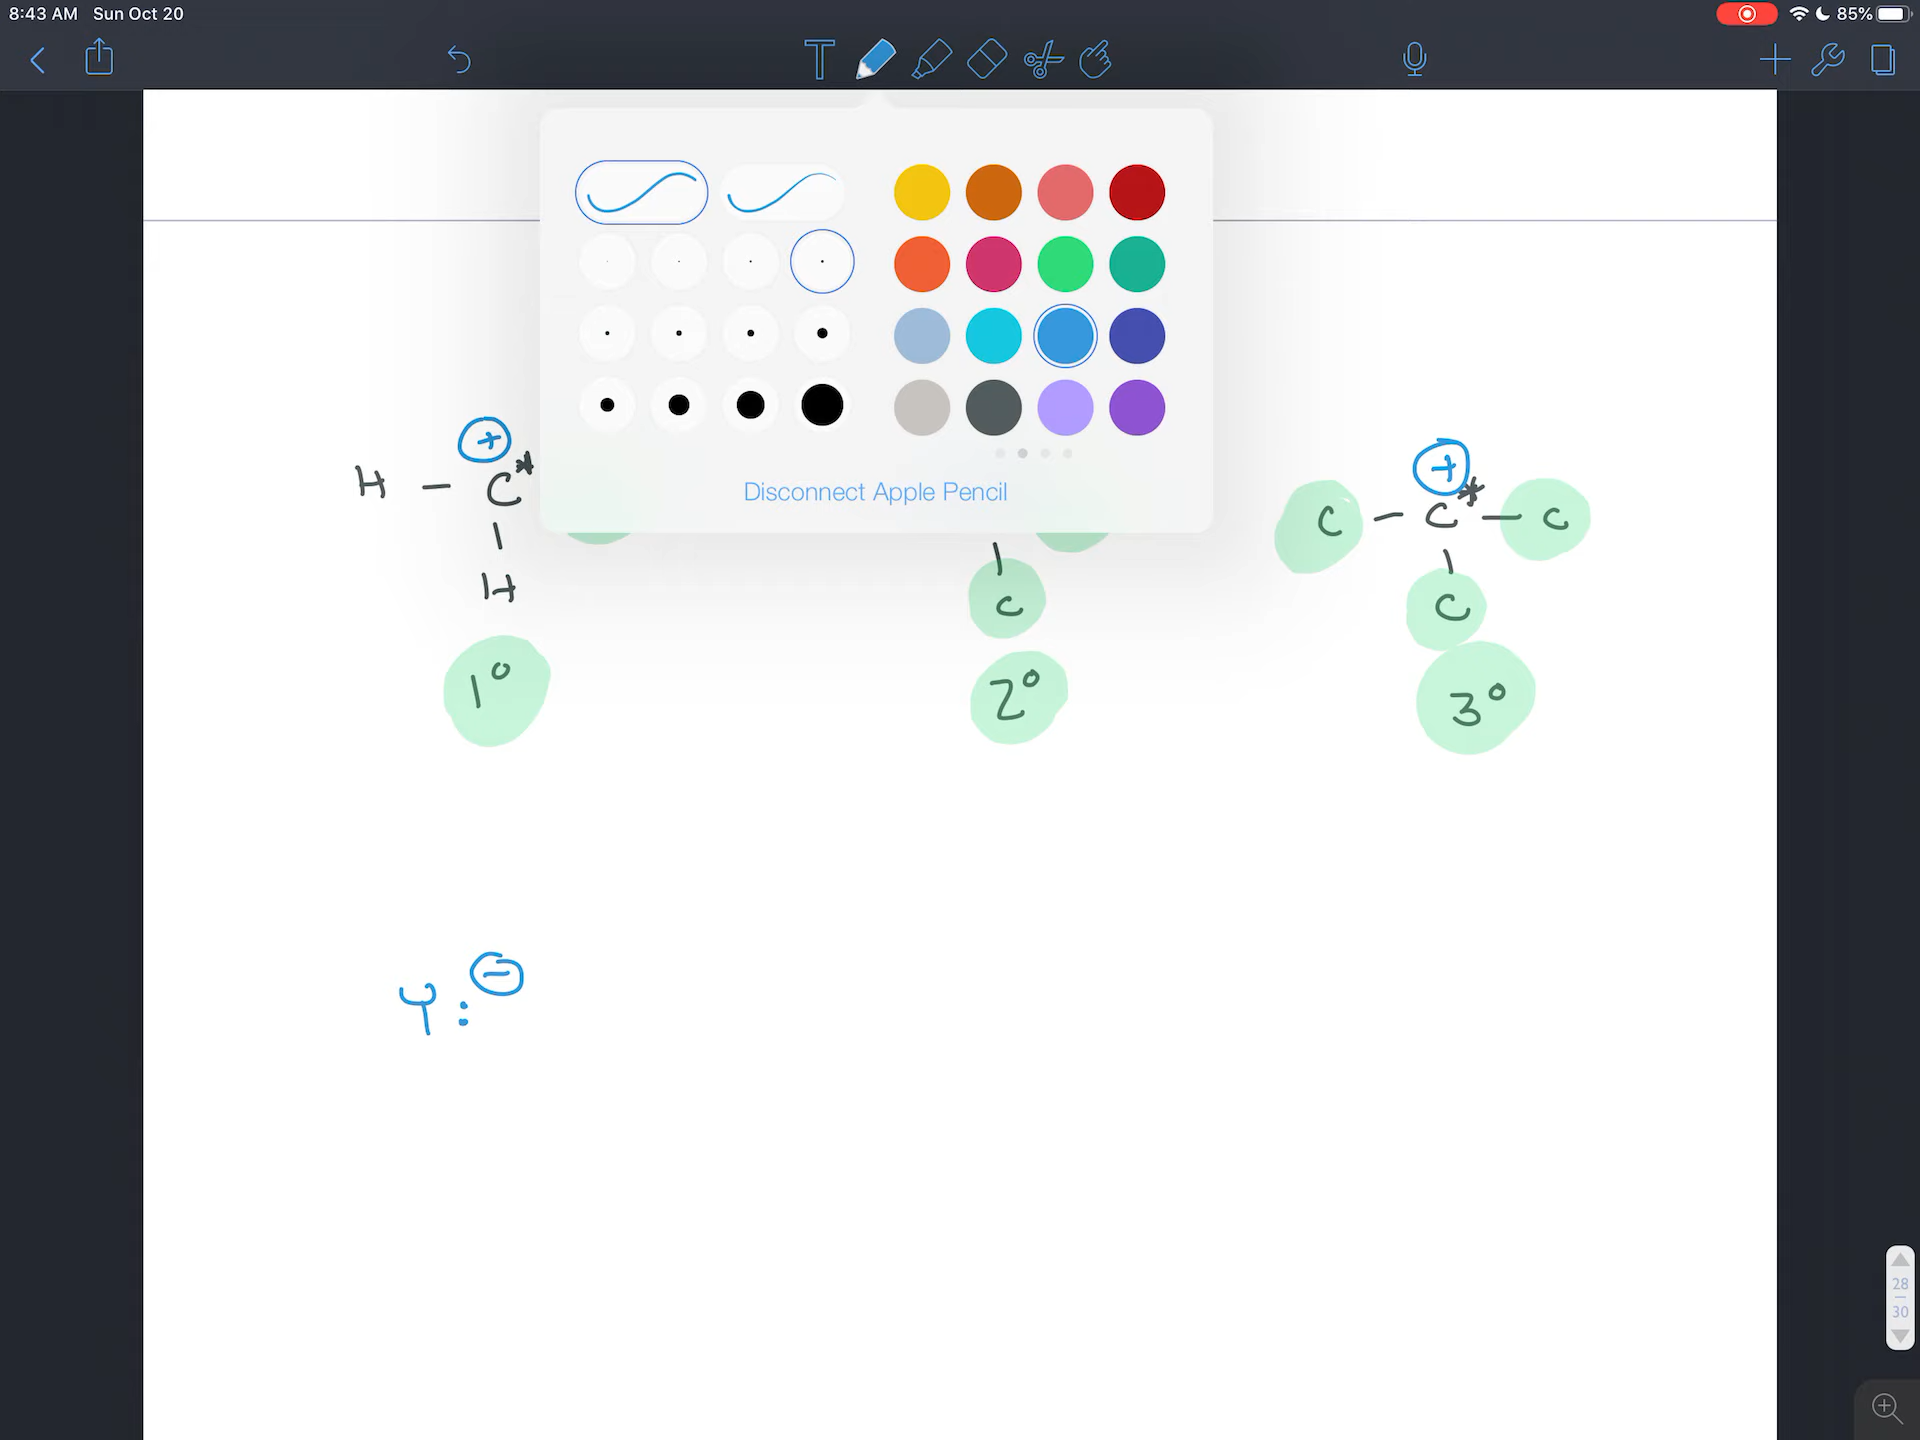 8:43 AM Sun Oct 20
85%
T
Disconnect Apple Pencil
+
H - C*
H
1°
C
2°
+
C - C* - C
C
3°
Y: -
28
30